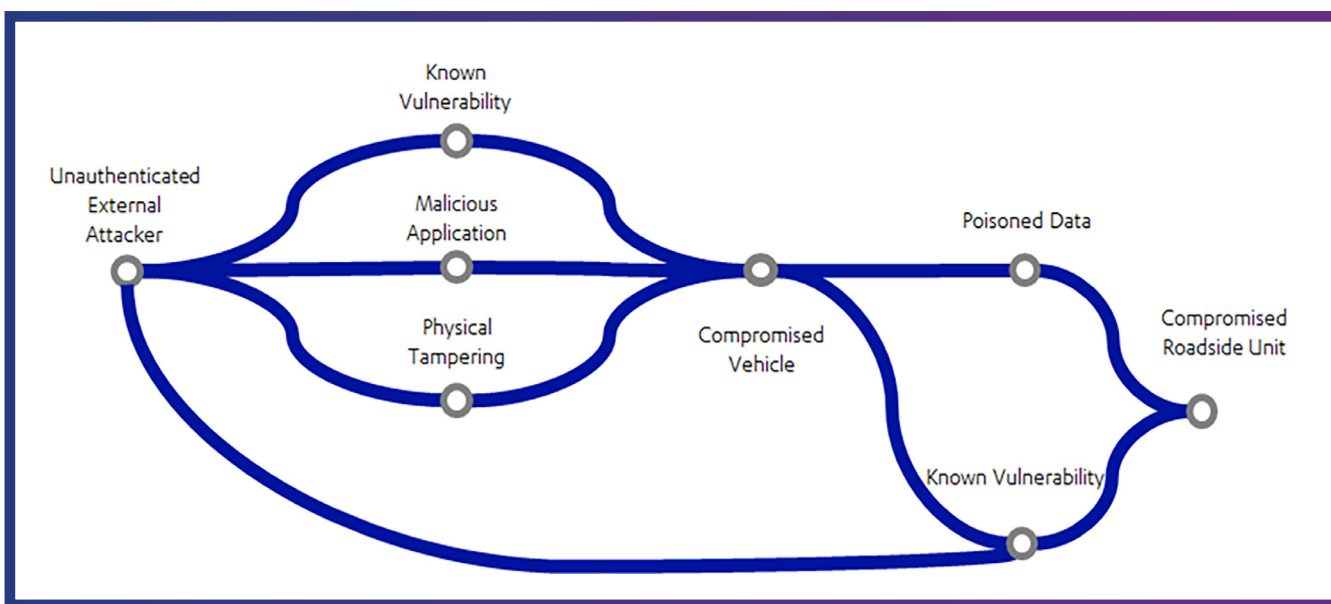 Known
Vulnerability
Unauthenticated
External
Attacker
Malicious
Application
Poisoned Data
Physical
Tampering
Compromised
Vehicle
Compromised
Roadside Unit
Known Vulnerability